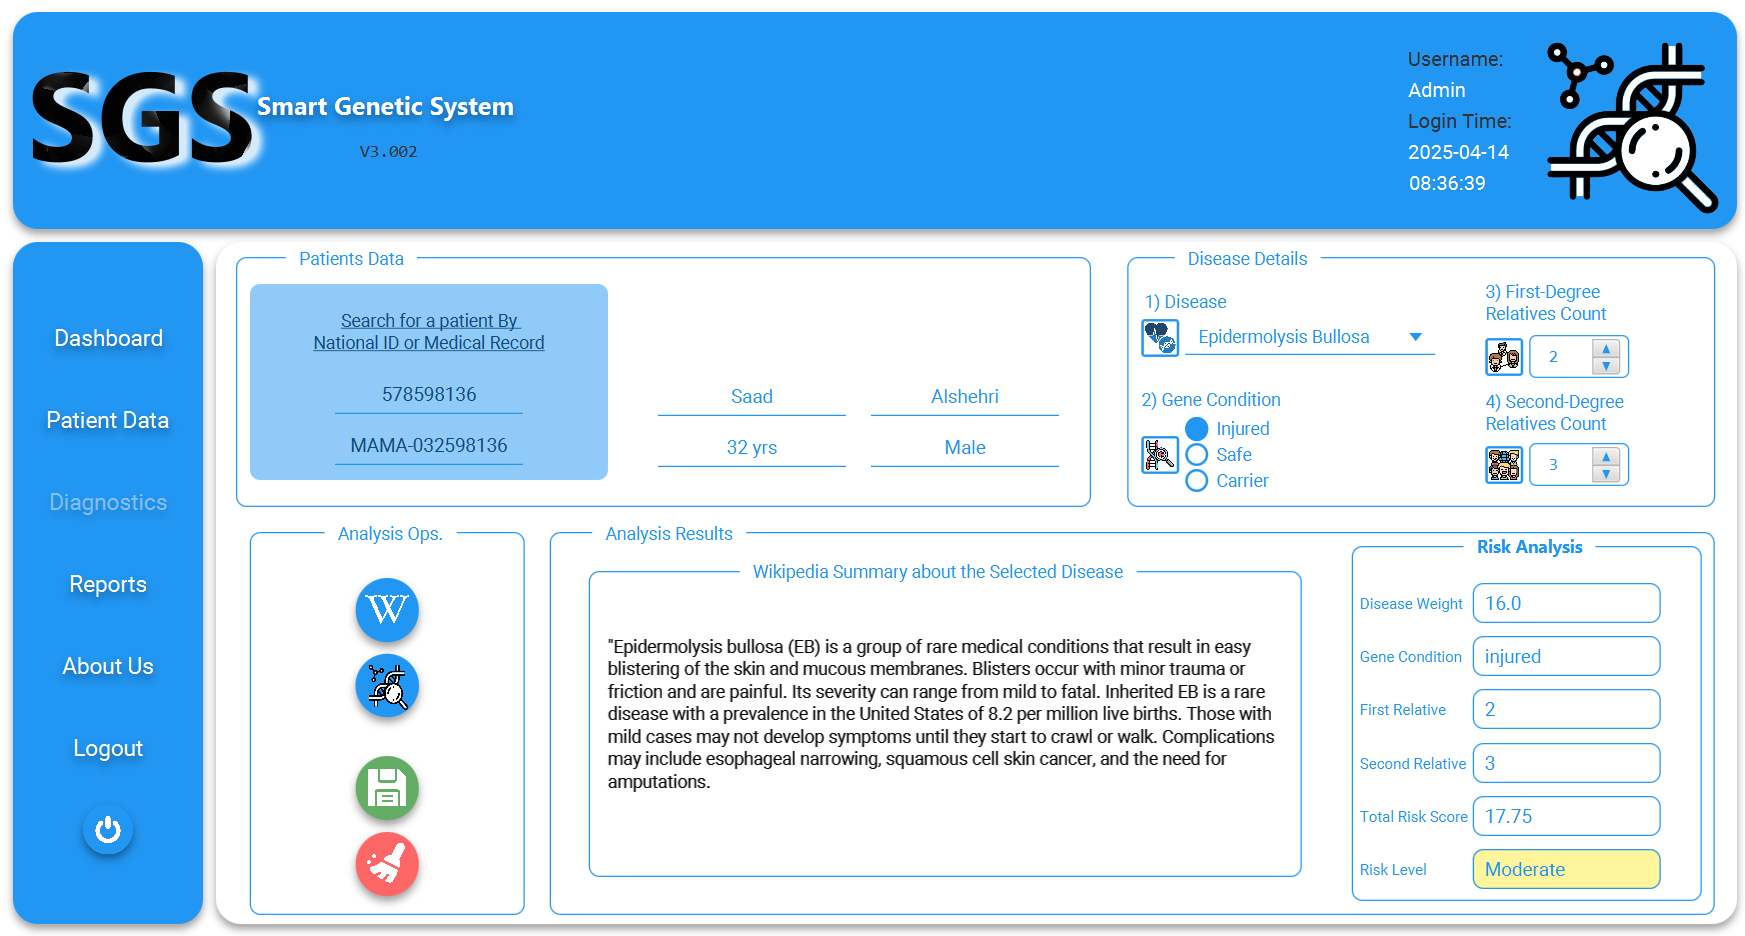 SGS
Smart Genetic System
V3.002
Username:
Admin
Login Time:
2025-04-14
08:36:39
Dashboard
Patient Data
Diagnostics
Reports
About Us
Logout
Patients Data
Search for a patient By
National ID or Medical Record
578598136
MAMA-032598136
Saad
Alshehri
32 yrs
Male
Disease Details
1) Disease
Epidermolysis Bullosa
2) Gene Condition
Injured
Safe
Carrier
3) First-Degree
Relatives Count
2
4) Second-Degree
Relatives Count
3
Analysis Ops.
W
Analysis Results
Wikipedia Summary about the Selected Disease
"Epidermolysis bullosa (EB) is a group of rare medical conditions that result in easy
blistering of the skin and mucous membranes. Blisters occur with minor trauma or
friction and are painful. Its severity can range from mild to fatal. Inherited EB is a rare
disease with a prevalence in the United States of 8.2 per million live births. Those with
mild cases may not develop symptoms until they start to crawl or walk. Complications
may include esophageal narrowing, squamous cell skin cancer, and the need for
amputations.
Risk Analysis
Disease Weight 16.0
Gene Condition injured
First Relative 2
Second Relative 3
Total Risk Score 17.75
Risk Level Moderate